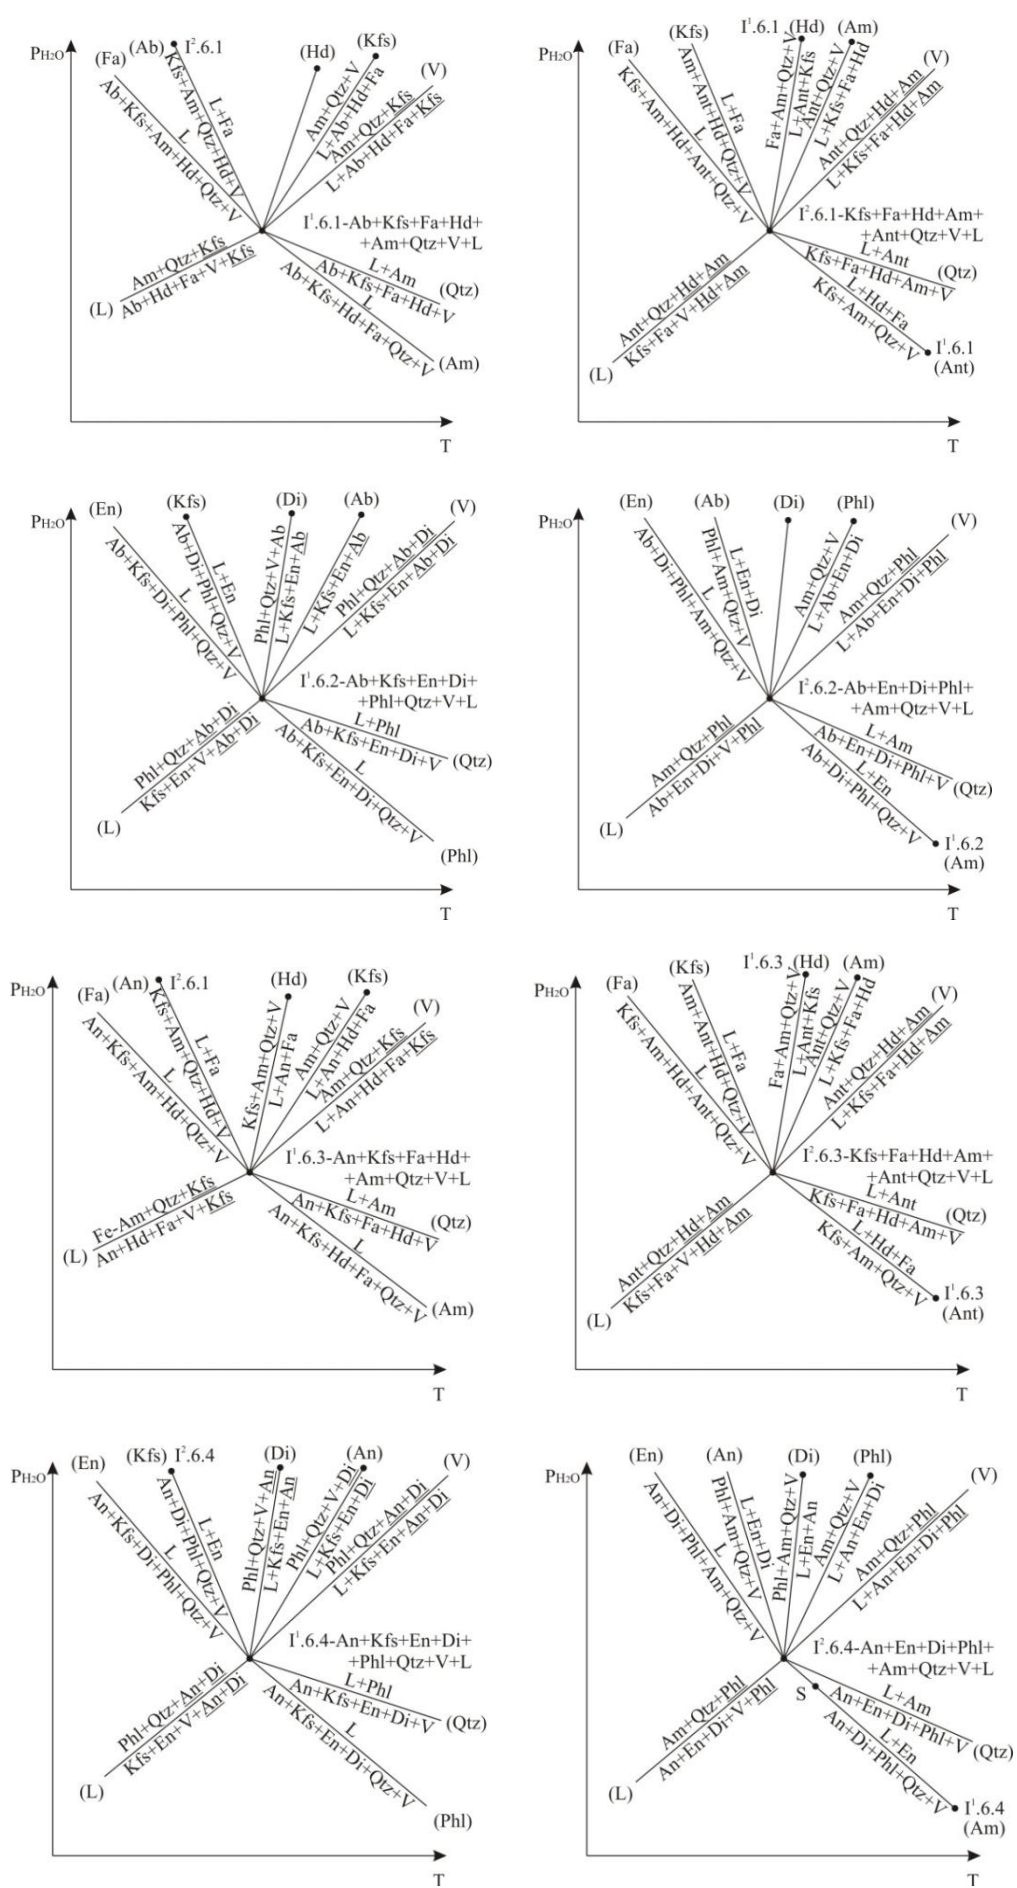 PH2O
(Fa)
(Ab)
I².6.1
(Hd)
(Kfs)
(V)
Ab+Kfs+Am+Hd+Qtz+V
L
Kfs+Am+Qtz+Hd+V
L+Fa
Am+Qtz+V
L+Ab+Hd+Fa
Am+Qtz+Kfs
L+Ab+Hd+Fa+Kfs
I¹.6.1-Ab+Kfs+Fa+Hd+
+Am+Qtz+V+L
Am+Qtz+Kfs
Ab+Hd+Fa+V+Kfs
(L)
L+Am
Ab+Kfs+Fa+Hd+V
(Qtz)
L
Ab+Kfs+Hd+Fa+Qtz+V
(Am)
T
PH2O
(Fa)
(Kfs)
I¹.6.1
(Hd)
(Am)
(V)
Kfs+Am+Hd+Ant+Qtz+V
L
Am+Ant+Hd+Qtz+V
L+Fa
Fa+Am+Qtz+V
L+Ant+Kfs
Ant+Qtz+V
L+Kfs+Fa+Hd
Ant+Qtz+Hd+Am
L+Kfs+Fa+Hd+Am
I².6.1-Kfs+Fa+Hd+Am+
+Ant+Qtz+V+L
Ant+Qtz+Hd+Am
Kfs+Fa+V+Hd+Am
(L)
L+Ant
Kfs+Fa+Hd+Am+V
(Qtz)
L+Hd+Fa
Kfs+Am+Qtz+V
I¹.6.1
(Ant)
T
PH2O
(En)
(Kfs)
(Di)
(Ab)
(V)
Ab+Kfs+Di+Phl+Qtz+V
L
Ab+Di+Phl+Qtz+V
L+En
Phl+Qtz+V+Ab
L+Kfs+En+Ab
L+Kfs+En+Ab
Phl+Qtz+Ab+Di
L+Kfs+En+Ab+Di
I¹.6.2-Ab+Kfs+En+Di+
+Phl+Qtz+V+L
Phl+Qtz+Ab+Di
Kfs+En+V+Ab+Di
(L)
L+Phl
Ab+Kfs+En+Di+V
(Qtz)
L
Ab+Kfs+En+Di+Qtz+V
(Phl)
T
PH2O
(En)
(Ab)
(Di)
(Phl)
(V)
Ab+Di+Phl+Am+Qtz+V
L
Phl+Am+Qtz+V
L+En+Di
Am+Qtz+V
L+Ab+En+Di
Am+Qtz+Phl
L+Ab+En+Di+Phl
I².6.2-Ab+En+Di+Phl+
+Am+Qtz+V+L
Am+Qtz+Phl
Ab+En+Di+V+Phl
(L)
L+Am
Ab+En+Di+Phl+V
(Qtz)
L+En
Ab+Di+Phl+Qtz+V
I¹.6.2
(Am)
T
PH2O
(Fa)
(An)
I².6.1
(Hd)
(Kfs)
(V)
An+Kfs+Am+Hd+Qtz+V
L
Kfs+Am+Qtz+Hd+V
L+Fa
Kfs+Am+Qtz+V
L+An+Fa
Am+Qtz+V
L+An+Hd+Fa
Am+Qtz+Kfs
L+An+Hd+Fa+Kfs
I¹.6.3-An+Kfs+Fa+Hd+
+Am+Qtz+V+L
Fe-Am+Qtz+Kfs
An+Hd+Fa+V+Kfs
(L)
L+Am
An+Kfs+Fa+Hd+V
(Qtz)
L
An+Kfs+Hd+Fa+Qtz+V
(Am)
T
PH2O
(Fa)
(Kfs)
I¹.6.3
(Hd)
(Am)
(V)
Kfs+Am+Hd+Ant+Qtz+V
L
Am+Ant+Hd+Qtz+V
L+Fa
Fa+Am+Qtz+V
L+Ant+Kfs
Ant+Qtz+V
L+Kfs+Fa+Hd
Ant+Qtz+Hd+Am
L+Kfs+Fa+Hd+Am
I².6.3-Kfs+Fa+Hd+Am+
+Ant+Qtz+V+L
Ant+Qtz+Hd+Am
Kfs+Fa+V+Hd+Am
(L)
L+Ant
Kfs+Fa+Hd+Am+V
(Qtz)
L+Hd+Fa
Kfs+Am+Qtz+V
I¹.6.3
(Ant)
T
PH2O
(En)
(Kfs)
I².6.4
(Di)
(An)
(V)
An+Kfs+Di+Phl+Qtz+V
L
An+Di+Phl+Qtz+V
L+En
Phl+Qtz+V+An
L+Kfs+En+An
Phl+Qtz+V+Di
L+Kfs+En+Di
Phl+Qtz+An+Di
L+Kfs+En+An+Di
I¹.6.4-An+Kfs+En+Di+
+Phl+Qtz+V+L
Phl+Qtz+An+Di
Kfs+En+V+An+Di
(L)
L+Phl
An+Kfs+En+Di+V
(Qtz)
L
An+Kfs+En+Di+Qtz+V
(Phl)
T
PH2O
(En)
(An)
(Di)
(Phl)
(V)
An+Di+Phl+Am+Qtz+V
L
Phl+Am+Qtz+V
L+En+Di
Phl+Am+Qtz+V
L+En+An
Am+Qtz+V
L+An+En+Di
Am+Qtz+Phl
L+An+En+Di+Phl
I².6.4-An+En+Di+Phl+
+Am+Qtz+V+L
Am+Qtz+Phl
An+En+Di+V+Phl
(L)
S
L+Am
An+En+Di+Phl+V
(Qtz)
L+En
An+Di+Phl+Qtz+V
I¹.6.4
(Am)
T